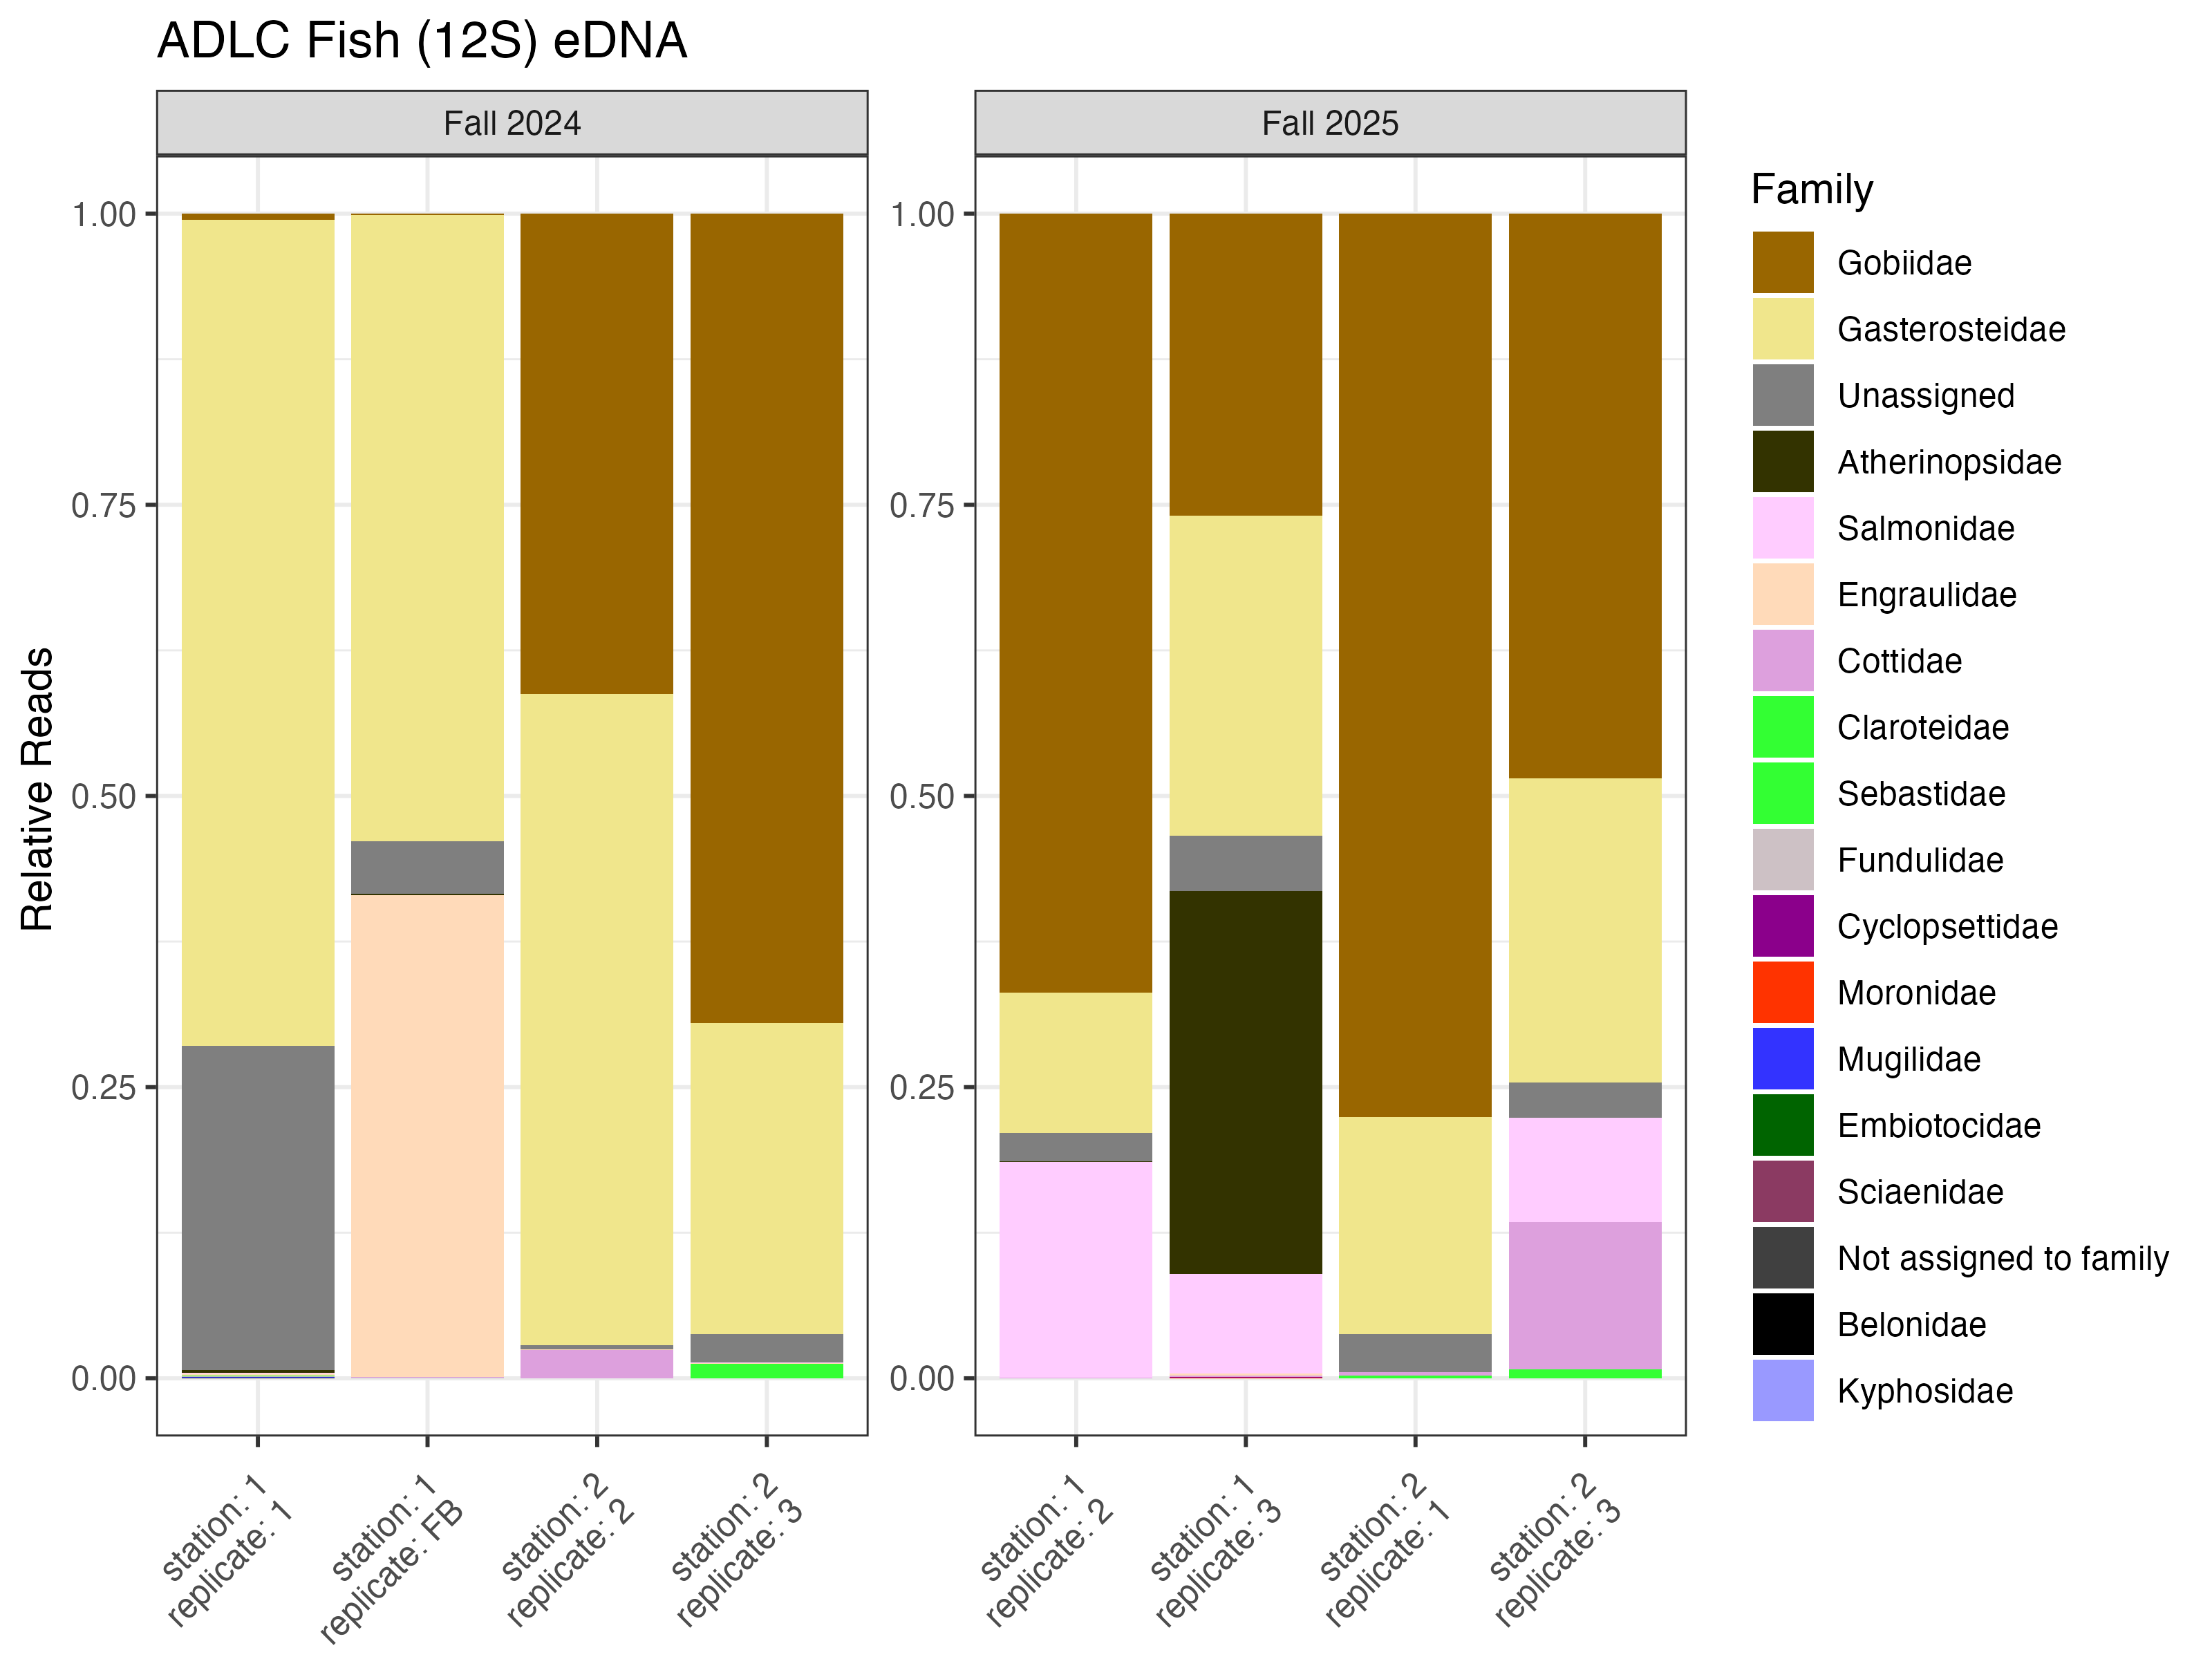 ADLC Fish (12S) eDNA
Fall 2024
Fall 2025
Relative Reads
1.00
0.75
0.50
0.25
0.00
1.00
0.75
0.50
0.25
0.00
station: 1
replicate: 1
station: 1
replicate: FB
station: 2
replicate: 2
station: 2
replicate: 3
station: 1
replicate: 2
station: 1
replicate: 3
station: 2
replicate: 1
station: 2
replicate: 3
Family
Gobiidae
Gasterosteidae
Unassigned
Atherinopsidae
Salmonidae
Engraulidae
Cottidae
Claroteidae
Sebastidae
Fundulidae
Cyclopsettidae
Moronidae
Mugilidae
Embiotocidae
Sciaenidae
Not assigned to family
Belonidae
Kyphosidae